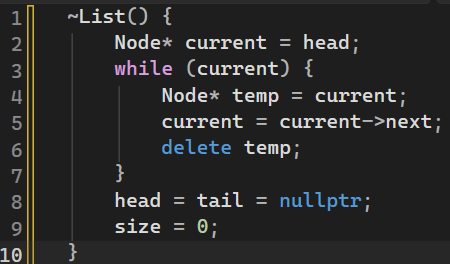 1 ~List() {
2 Node* current = head;
3 while (current) {
4 Node* temp = current;
5 current = current->next;
6 delete temp;
7 }
8 head = tail = nullptr;
9 size = 0;
10 }